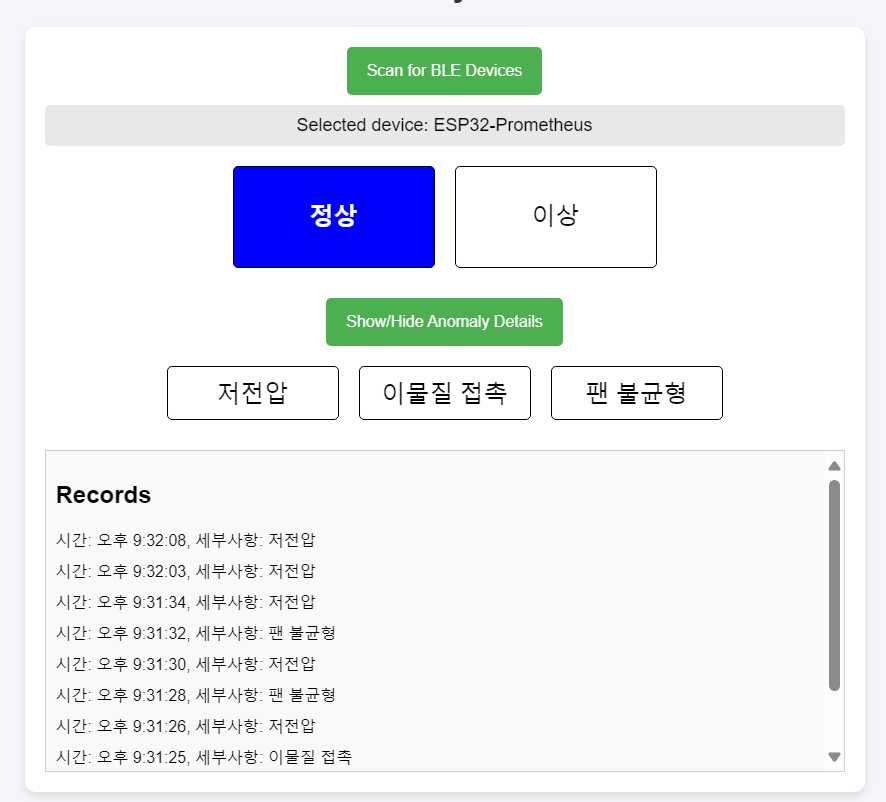 Scan for BLE Devices
Selected device: ESP32-Prometheus
정상 이상
Show/Hide Anomaly Details
저전압 이물질 접촉 팬 불균형
Records
시간: 오후 9:32:08, 세부사항: 저전압
시간: 오후 9:32:03, 세부사항: 저전압
시간: 오후 9:31:34, 세부사항: 저전압
시간: 오후 9:31:32, 세부사항: 팬 불균형
시간: 오후 9:31:30, 세부사항: 저전압
시간: 오후 9:31:28, 세부사항: 팬 불균형
시간: 오후 9:31:26, 세부사항: 저전압
시간: 오후 9:31:25, 세부사항: 이물질 접촉